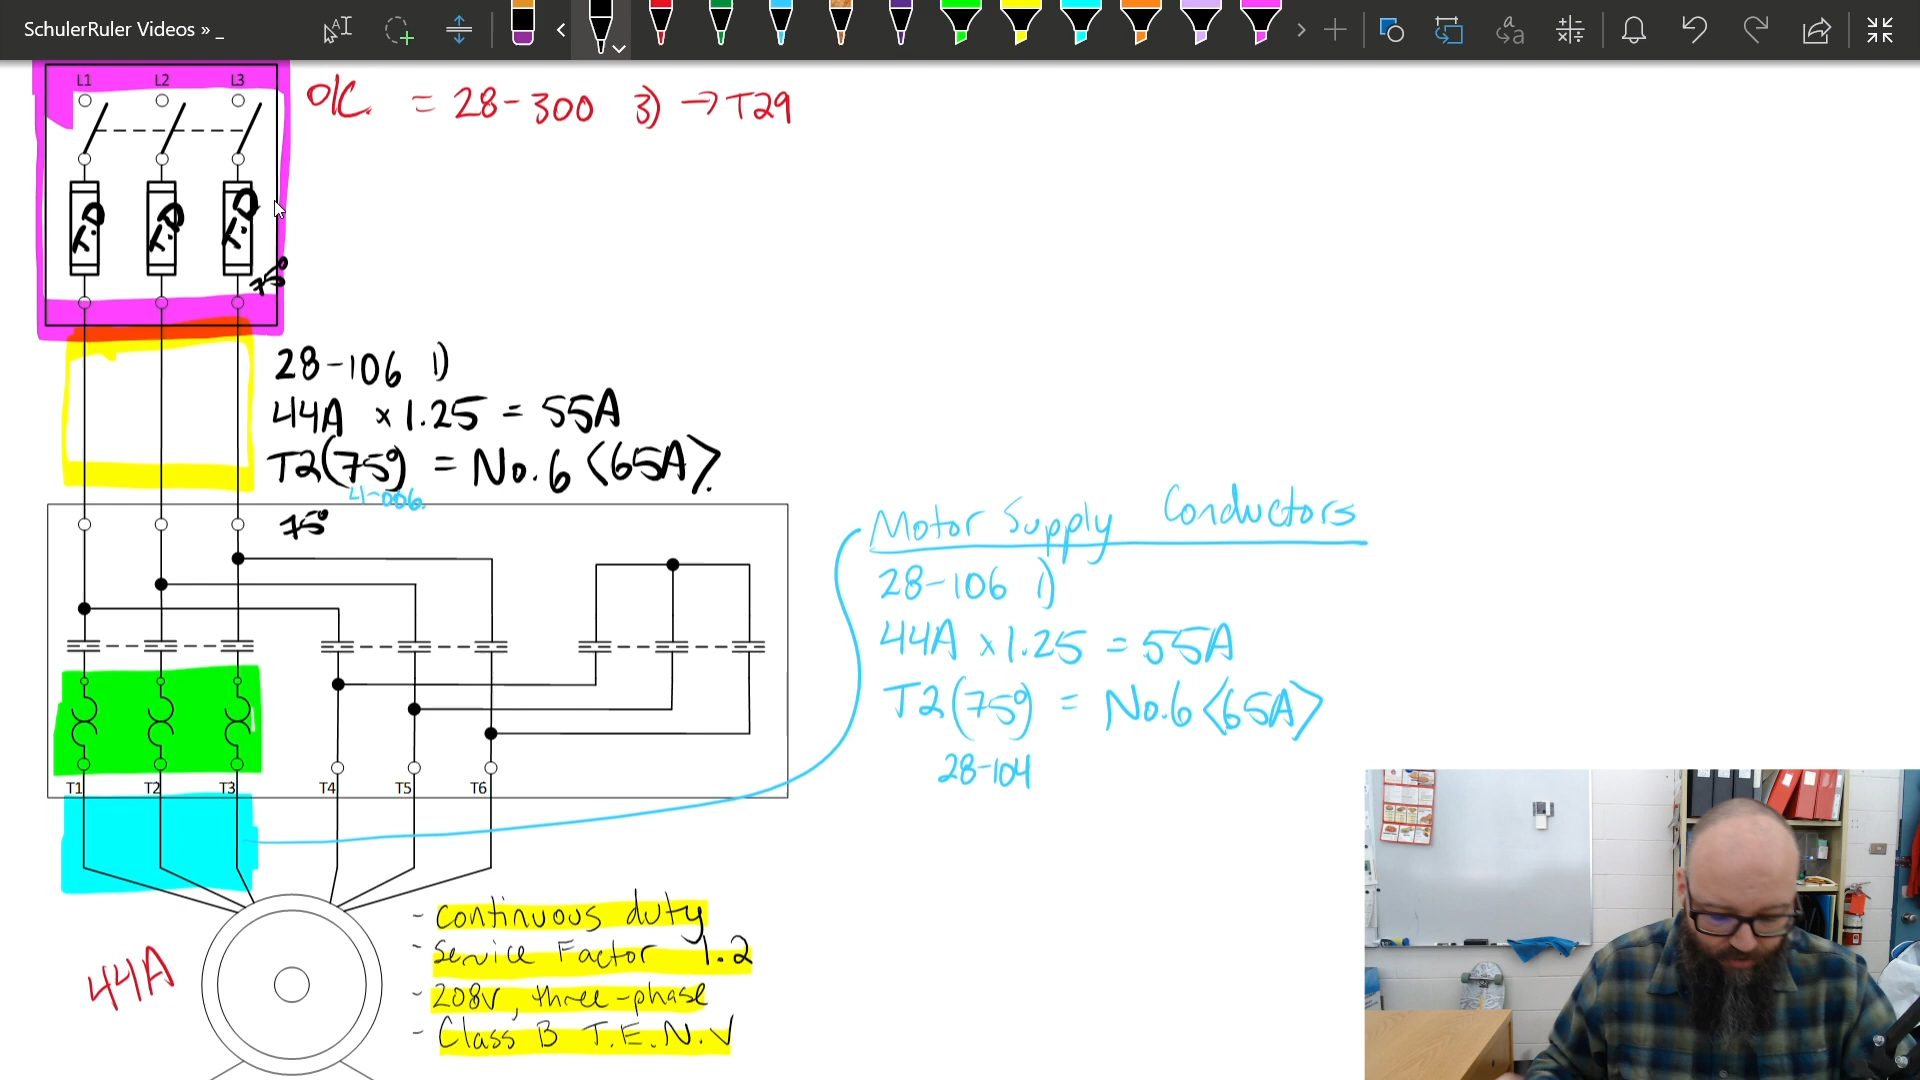 SchulerRuler Videos » _
L1 L2 L3
O/C = 28-300 3) → T29
T.D T.D T.D
75°
28-106 1)
44A x 1.25 = 55A
T2(75°) = No.6 <65A>.
4-006.
75°
Motor Supply Conductors
28-106 1)
44A x 1.25 = 55A
T2(75°) = No.6 <65A>
28-104
T1 T2 T3 T4 T5 T6
- continuous duty
- Service Factor 1.2
- 208v, three-phase
- Class B T.E.N.V
44A